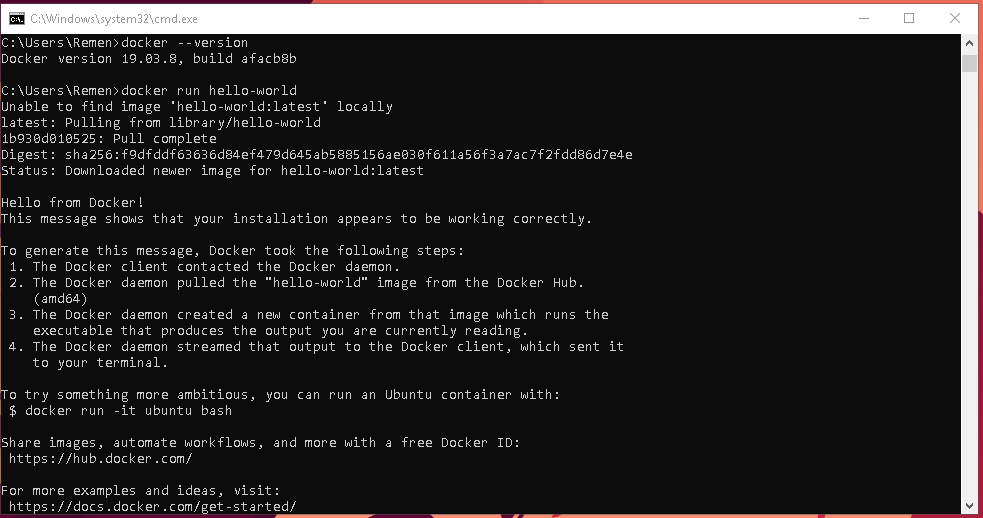 C:\Windows\system32\cmd.exe
C:\Users\Remen>docker --version
Docker version 19.03.8, build afacb8b
C:\Users\Remen>docker run hello-world
Unable to find image 'hello-world:latest' locally
latest: Pulling from library/hello-world
1b930d010525: Pull complete
Digest: sha256:f9dfddf63636d84ef479d645ab5885156ae030f611a56f3a7ac7f2fdd86d7e4e
Status: Downloaded newer image for hello-world:latest
Hello from Docker!
This message shows that your installation appears to be working correctly.
To generate this message, Docker took the following steps:
1. The Docker client contacted the Docker daemon.
2. The Docker daemon pulled the "hello-world" image from the Docker Hub.
(amd64)
3. The Docker daemon created a new container from that image which runs the
executable that produces the output you are currently reading.
4. The Docker daemon streamed that output to the Docker client, which sent it
to your terminal.
To try something more ambitious, you can run an Ubuntu container with:
$ docker run -it ubuntu bash
Share images, automate workflows, and more with a free Docker ID:
https://hub.docker.com/
For more examples and ideas, visit:
https://docs.docker.com/get-started/